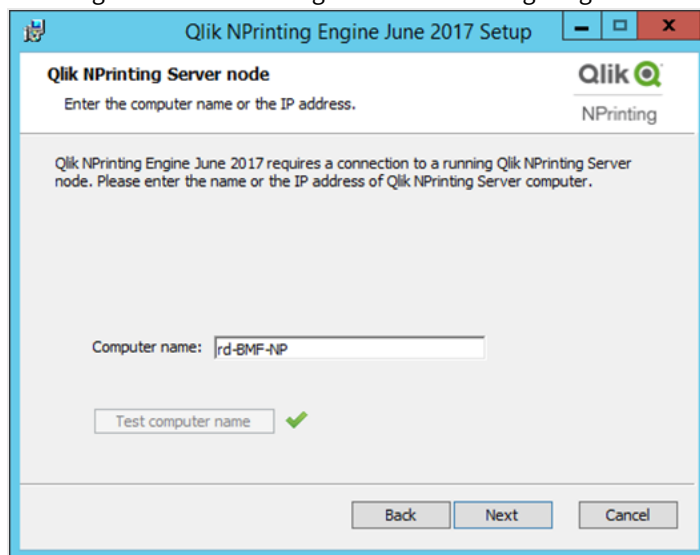 Qlik NPrinting Engine June 2017 Setup
Qlik NPrinting Server node
Enter the computer name or the IP address.
Qlik
NPrinting
Qlik NPrinting Engine June 2017 requires a connection to a running Qlik NPrinting Server
node. Please enter the name or the IP address of Qlik NPrinting Server computer.
Computer name: rd-BMF-NP
Test computer name
Back Next Cancel